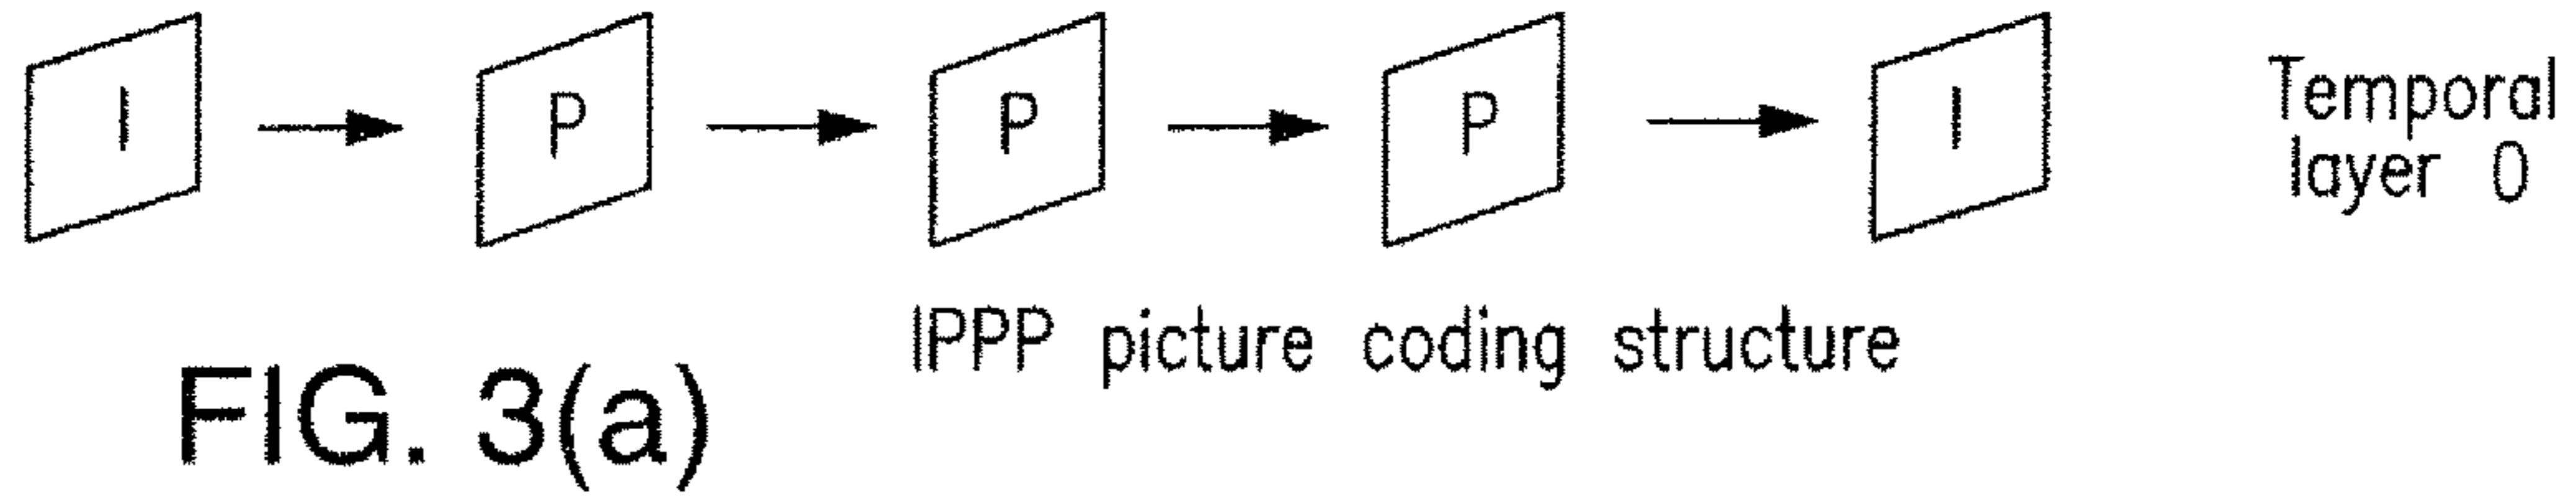 I P P P I
Temporal
layer 0
IPPP picture coding structure
FIG. 3(a)